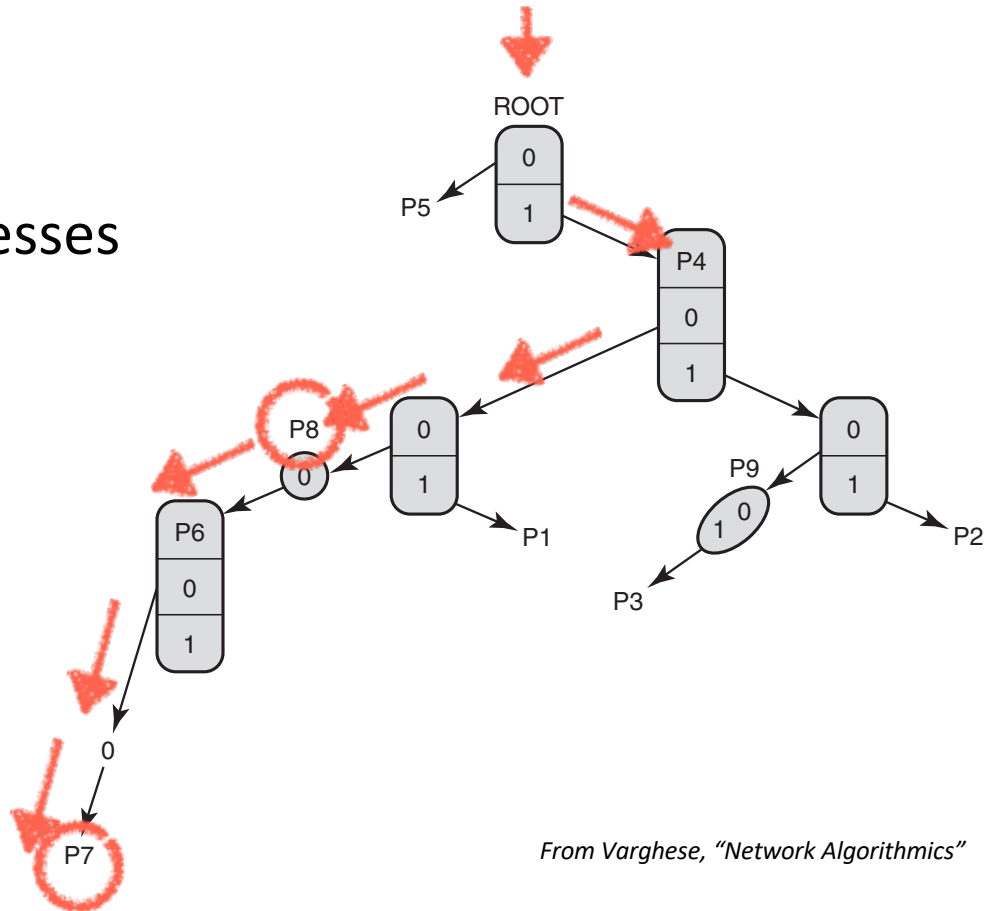 ROOT
0
P5
1
esses
P4
0
1
P8
0
0
P9
0
1
1
0
1
P6
P1
P2
0
P3
1
0
P7
From Varghese, “Network Algorithmics”